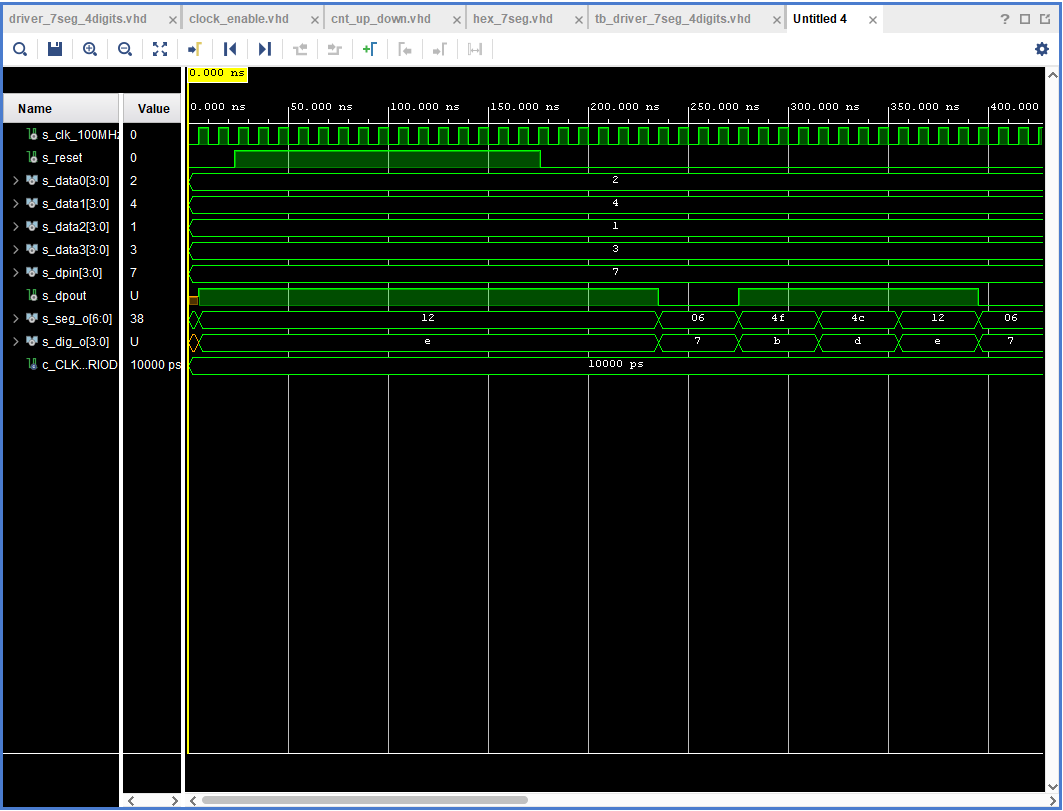 driver_7seg_4digits.vhd clock_enable.vhd cnt_up_down.vhd hex_7seg.vhd tb_driver_7seg_4digits.vhd Untitled 4
0.000 ns
Name Value 0.000 ns 50.000 ns 100.000 ns 150.000 ns 200.000 ns 250.000 ns 300.000 ns 350.000 ns 400.000
s_clk_100MHz 0
s_reset 0
s_data0[3:0] 2 2
s_data1[3:0] 4 4
s_data2[3:0] 1 1
s_data3[3:0] 3 3
s_dpin[3:0] 7 7
s_dpout U
s_seg_o[6:0] 38 12 06 4f 4c 12 06
s_dig_o[3:0] U e 7 b d e 7
c_CLK...RIOD 10000 ps 10000 ps